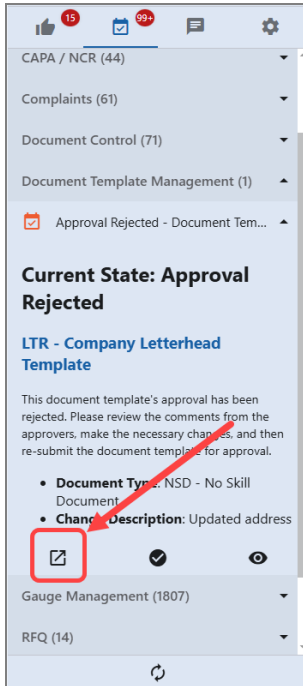 15
99+
CAPA / NCR (44)
Complaints (61)
Document Control (71)
Document Template Management (1)
Approval Rejected - Document Tem...
Current State: Approval
Rejected
LTR - Company Letterhead
Template
This document template's approval has been
rejected. Please review the comments from the
approvers, make the necessary changes, and then
re-submit the document template for approval.
• Document Type: NSD - No Skill
Document
• Change Description: Updated address
Gauge Management (1807)
RFQ (14)